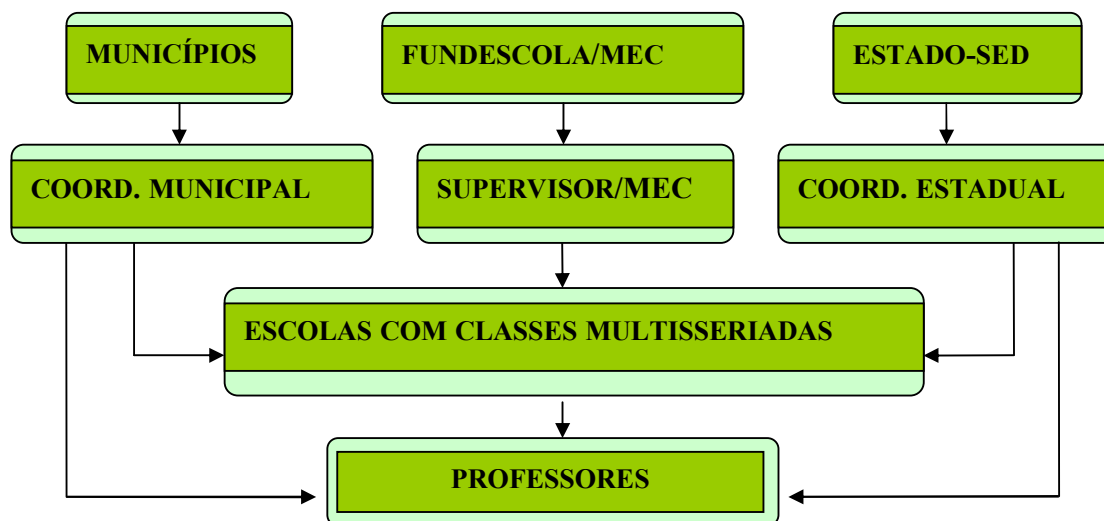 MUNICÍPIOS
FUNDESCOLA/MEC
ESTADO-SED
COORD. MUNICIPAL
SUPERVISOR/MEC
COORD. ESTADUAL
ESCOLAS COM CLASSES MULTISSERIADAS
PROFESSORES